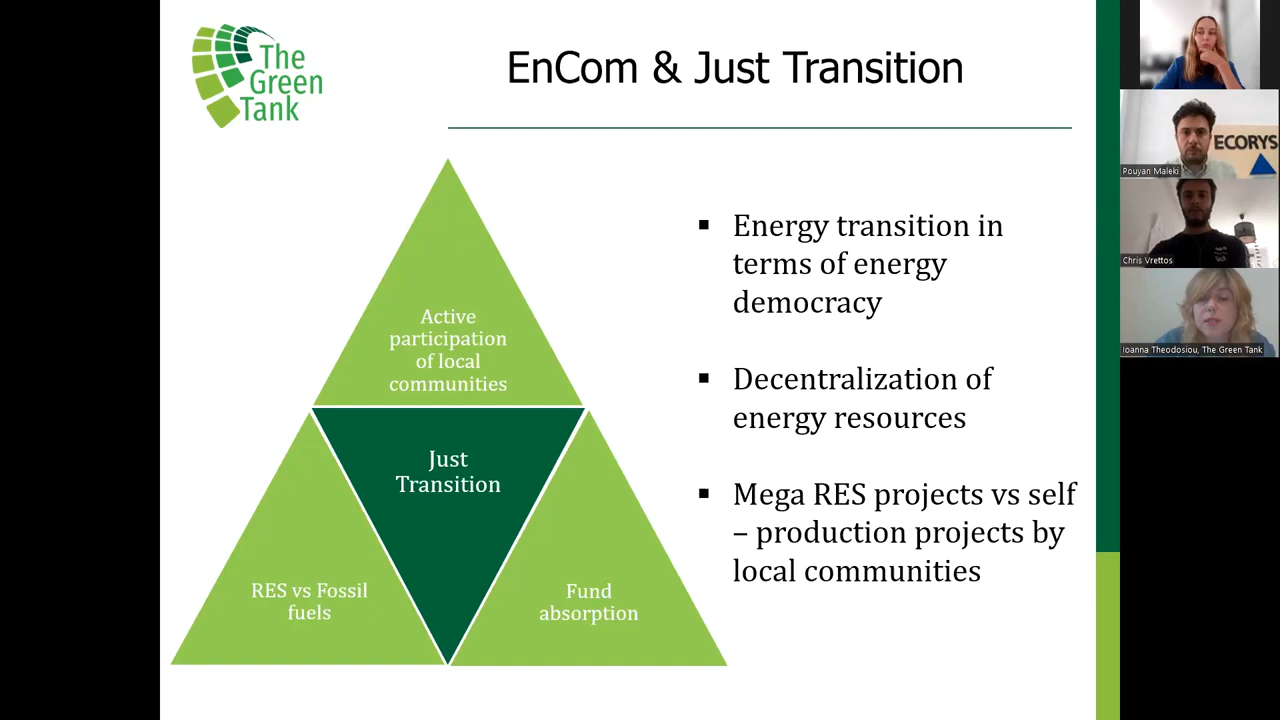 The
Green
Tank
EnCom & Just Transition
Active
participation
of local
communities
Just
Transition
RES vs Fossil
fuels
Fund
absorption
▪ Energy transition in
terms of energy
democracy
▪ Decentralization of
energy resources
▪ Mega RES projects vs self
– production projects by
local communities
ECORYS
Pouyan Maleki
Chris Vrettos
Ioanna Theodosiou, The Green Tank